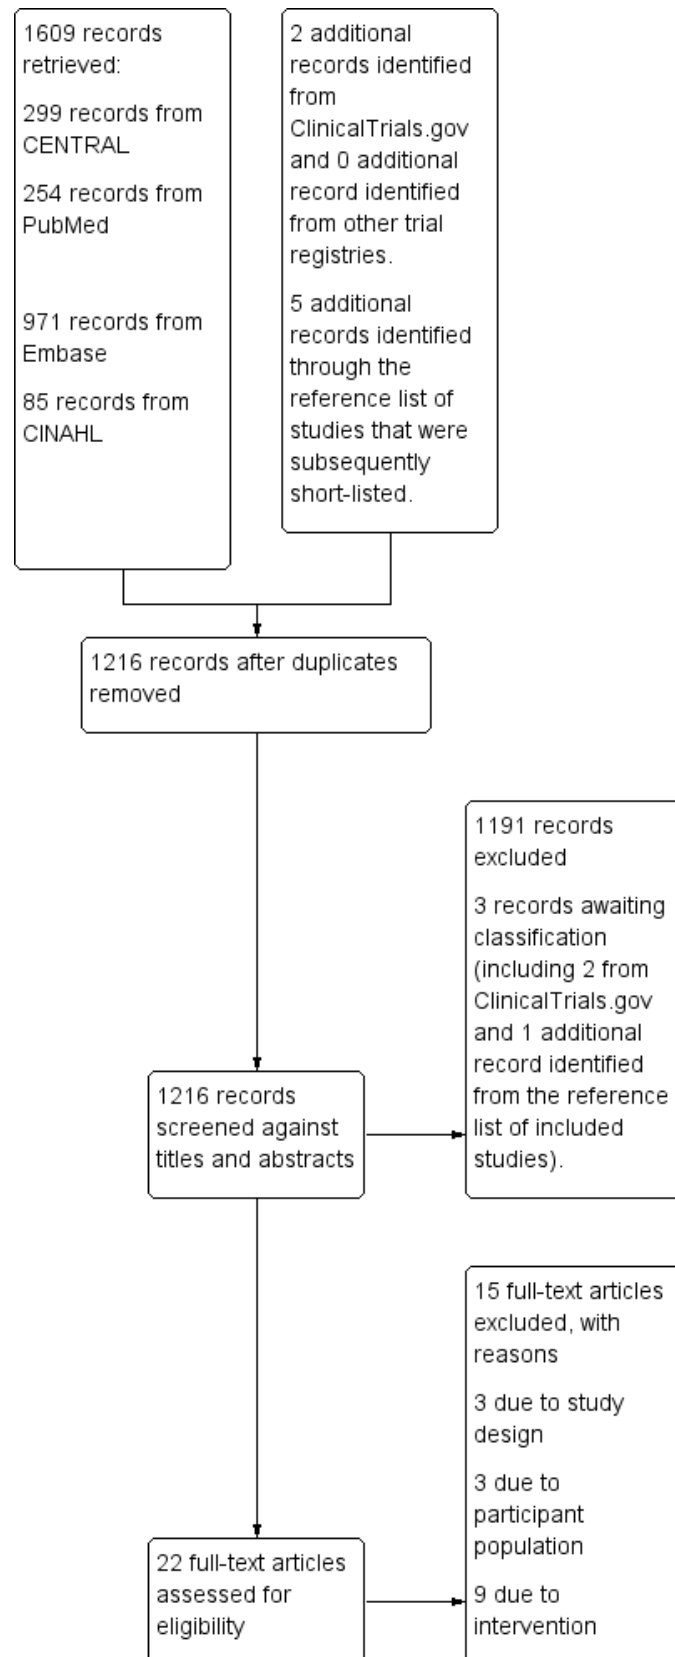 1609 records
retrieved:
299 records from
CENTRAL
254 records from
PubMed
971 records from
Embase
85 records from
CINAHL
2 additional
records identified
from
ClinicalTrials.gov
and 0 additional
record identified
from other trial
registries.
5 additional
records identified
through the
reference list of
studies that were
subsequently
short-listed.
1216 records after duplicates
removed
1191 records
excluded
3 records awaiting
classification
(including 2 from
ClinicalTrials.gov
and 1 additional
record identified
from the reference
list of included
studies).
1216 records
screened against
titles and abstracts
15 full-text articles
excluded, with
reasons
3 due to study
design
3 due to
participant
population
9 due to
intervention
22 full-text articles
assessed for
eligibility